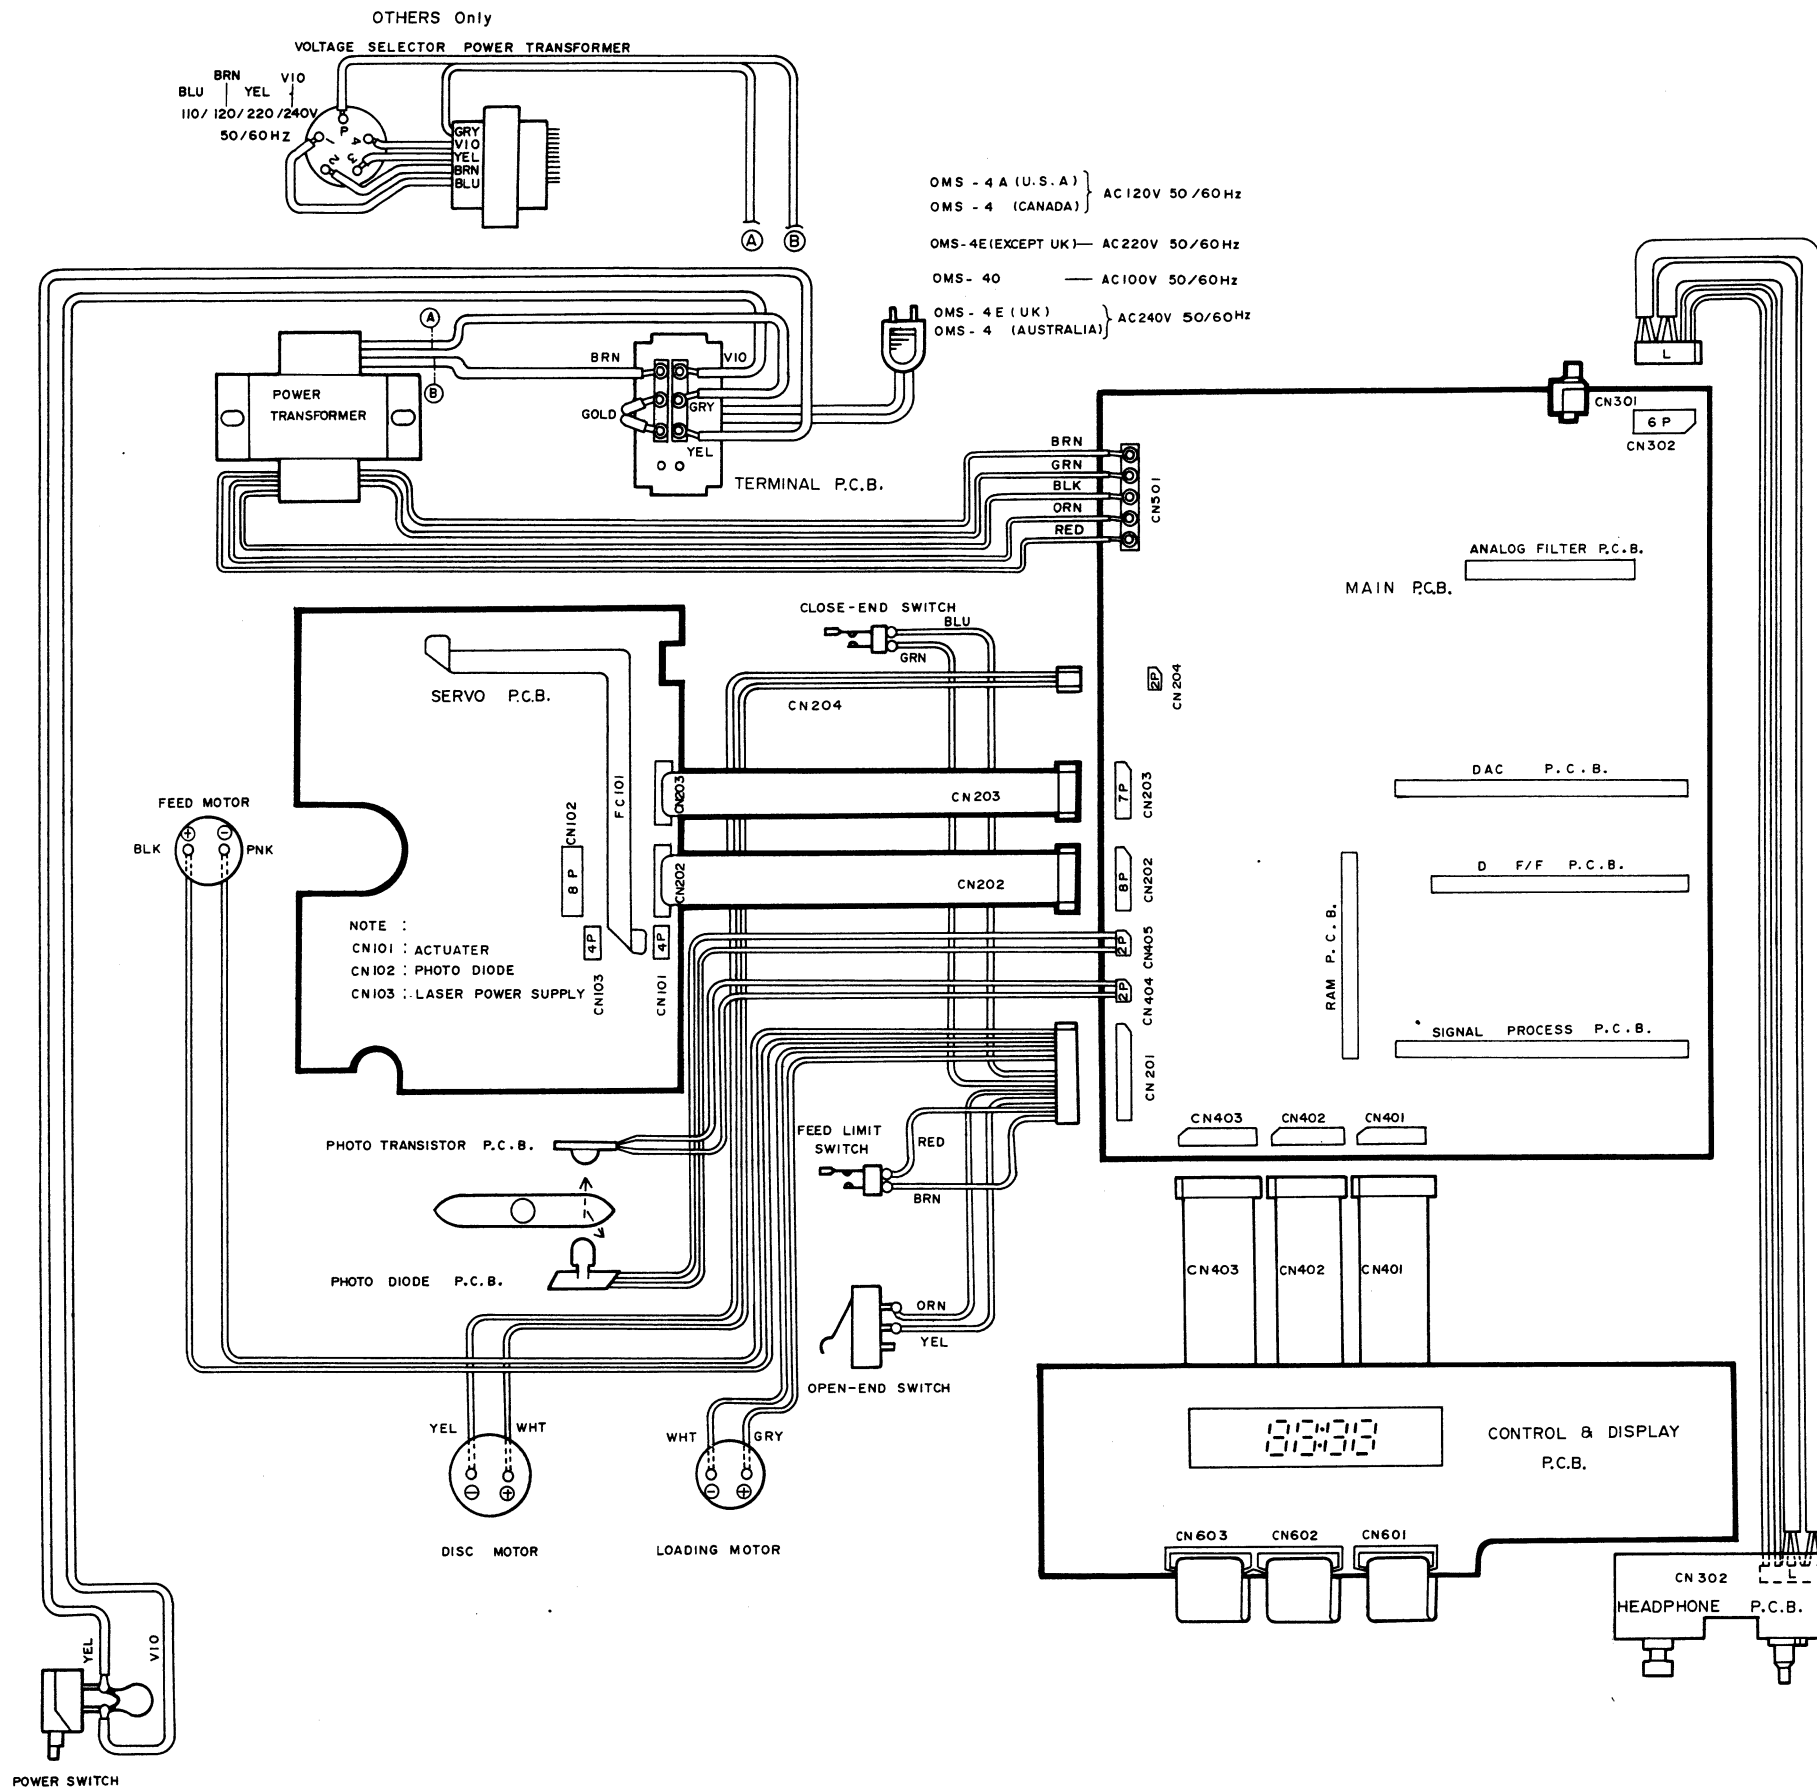 OTHERS Only
VOLTAGE SELECTOR POWER TRANSFORMER
BRN VIO
BLU YEL
110/120/220/240V
50/60HZ
P
1
2
3
4
GRY
VIO
YEL
BRN
BLU
A B
OMS-4A (U.S.A)
OMS-4 (CANADA)
AC120V 50/60Hz
OMS-4E(EXCEPT UK)— AC220V 50/60Hz
OMS-40 — AC100V 50/60Hz
OMS-4E (UK)
OMS-4 (AUSTRALIA)
AC240V 50/60Hz
A
B
POWER
TRANSFORMER
BRN
VIO
GOLD
GRY
YEL
TERMINAL P.C.B.
L
CN301
6P
CN302
BRN
GRN
BLK
ORN
RED
CN501
ANALOG FILTER P.C.B.
MAIN P.C.B.
CLOSE-END SWITCH
BLU
GRN
CN204
2P
CN204
SERVO P.C.B.
FC101
CN203
CN203
7P
CN203
DAC P.C.B.
FEED MOTOR
+ −
BLK PNK
CN102
8P
CN202
CN202
8P
CN202
D F/F P.C.B.
RAM P.C.B.
NOTE :
CN101 : ACTUATER
CN102 : PHOTO DIODE
CN103 : LASER POWER SUPPLY
4P
CN103
4P
CN101
2P
CN405
2P
CN404
CN201
SIGNAL PROCESS P.C.B.
CN403 CN402 CN401
PHOTO TRANSISTOR P.C.B.
FEED LIMIT
SWITCH
RED
BRN
PHOTO DIODE P.C.B.
CN403 CN402 CN401
ORN
YEL
OPEN-END SWITCH
YEL WHT
− +
DISC MOTOR
WHT GRY
− +
LOADING MOTOR
88:88
CONTROL & DISPLAY
P.C.B.
CN603 CN602 CN601
CN302
L
HEADPHONE P.C.B.
YEL
VIO
POWER SWITCH